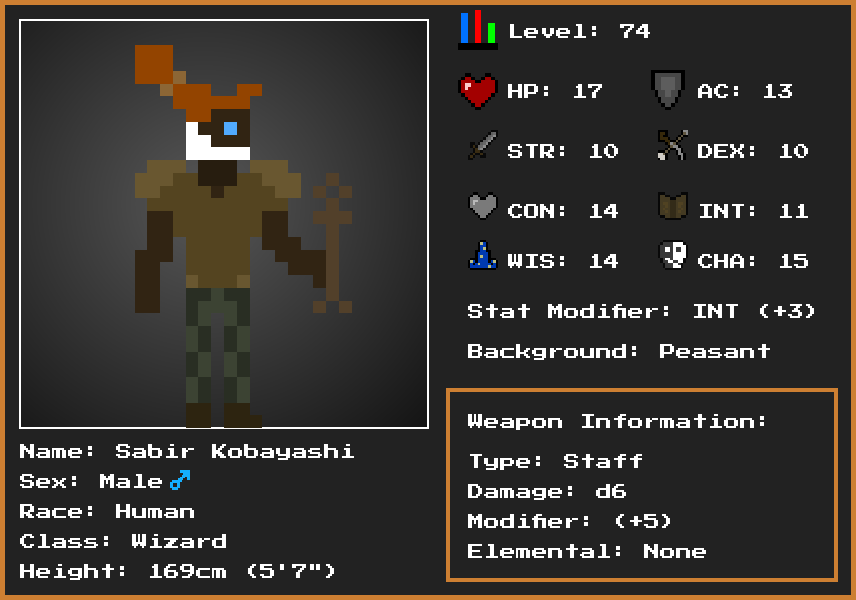 Level: 74
HP: 17
AC: 13
STR: 10
DEX: 10
CON: 14
INT: 11
WIS: 14
CHA: 15
Stat Modifier: INT (+3)
Background: Peasant
Weapon Information:
Type: Staff
Damage: d6
Modifier: (+5)
Elemental: None
Name: Sabir Kobayashi
Sex: Male♂
Race: Human
Class: Wizard
Height: 169cm (5'7")